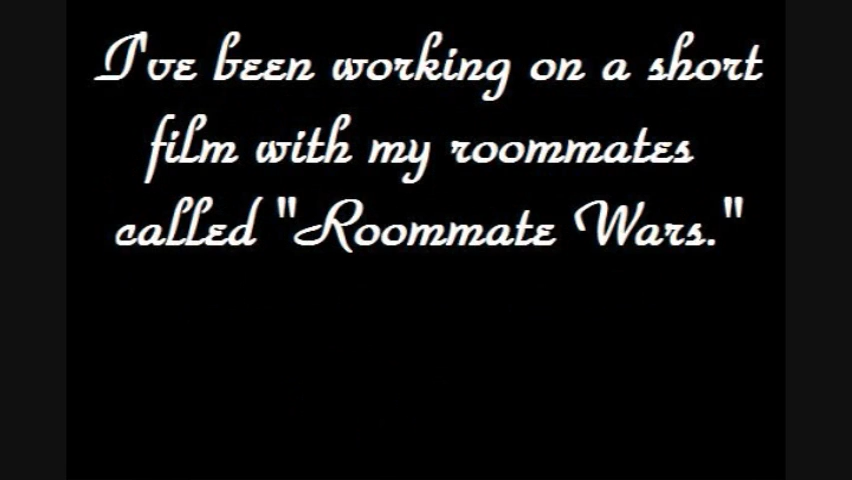 I've been working on a short
film with my roommates
called "Roommate Wars."